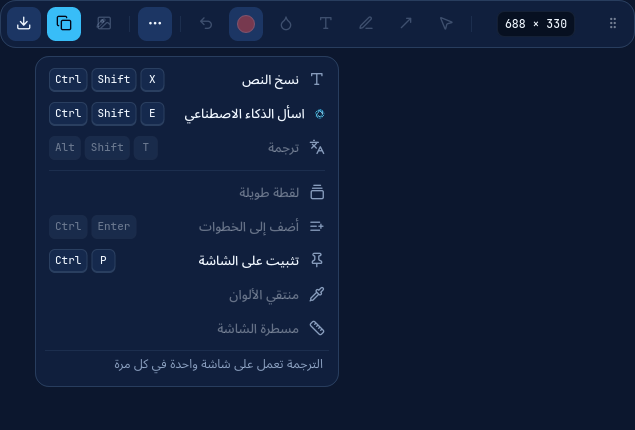 688 × 330
نسخ النص Ctrl Shift X
اسأل الذكاء الاصطناعي Ctrl Shift E
ترجمة Alt Shift T
لقطة طويلة
أضف إلى الخطوات Ctrl Enter
تثبيت على الشاشة Ctrl P
منتقي الألوان
مسطرة الشاشة
الترجمة تعمل على شاشة واحدة في كل مرة